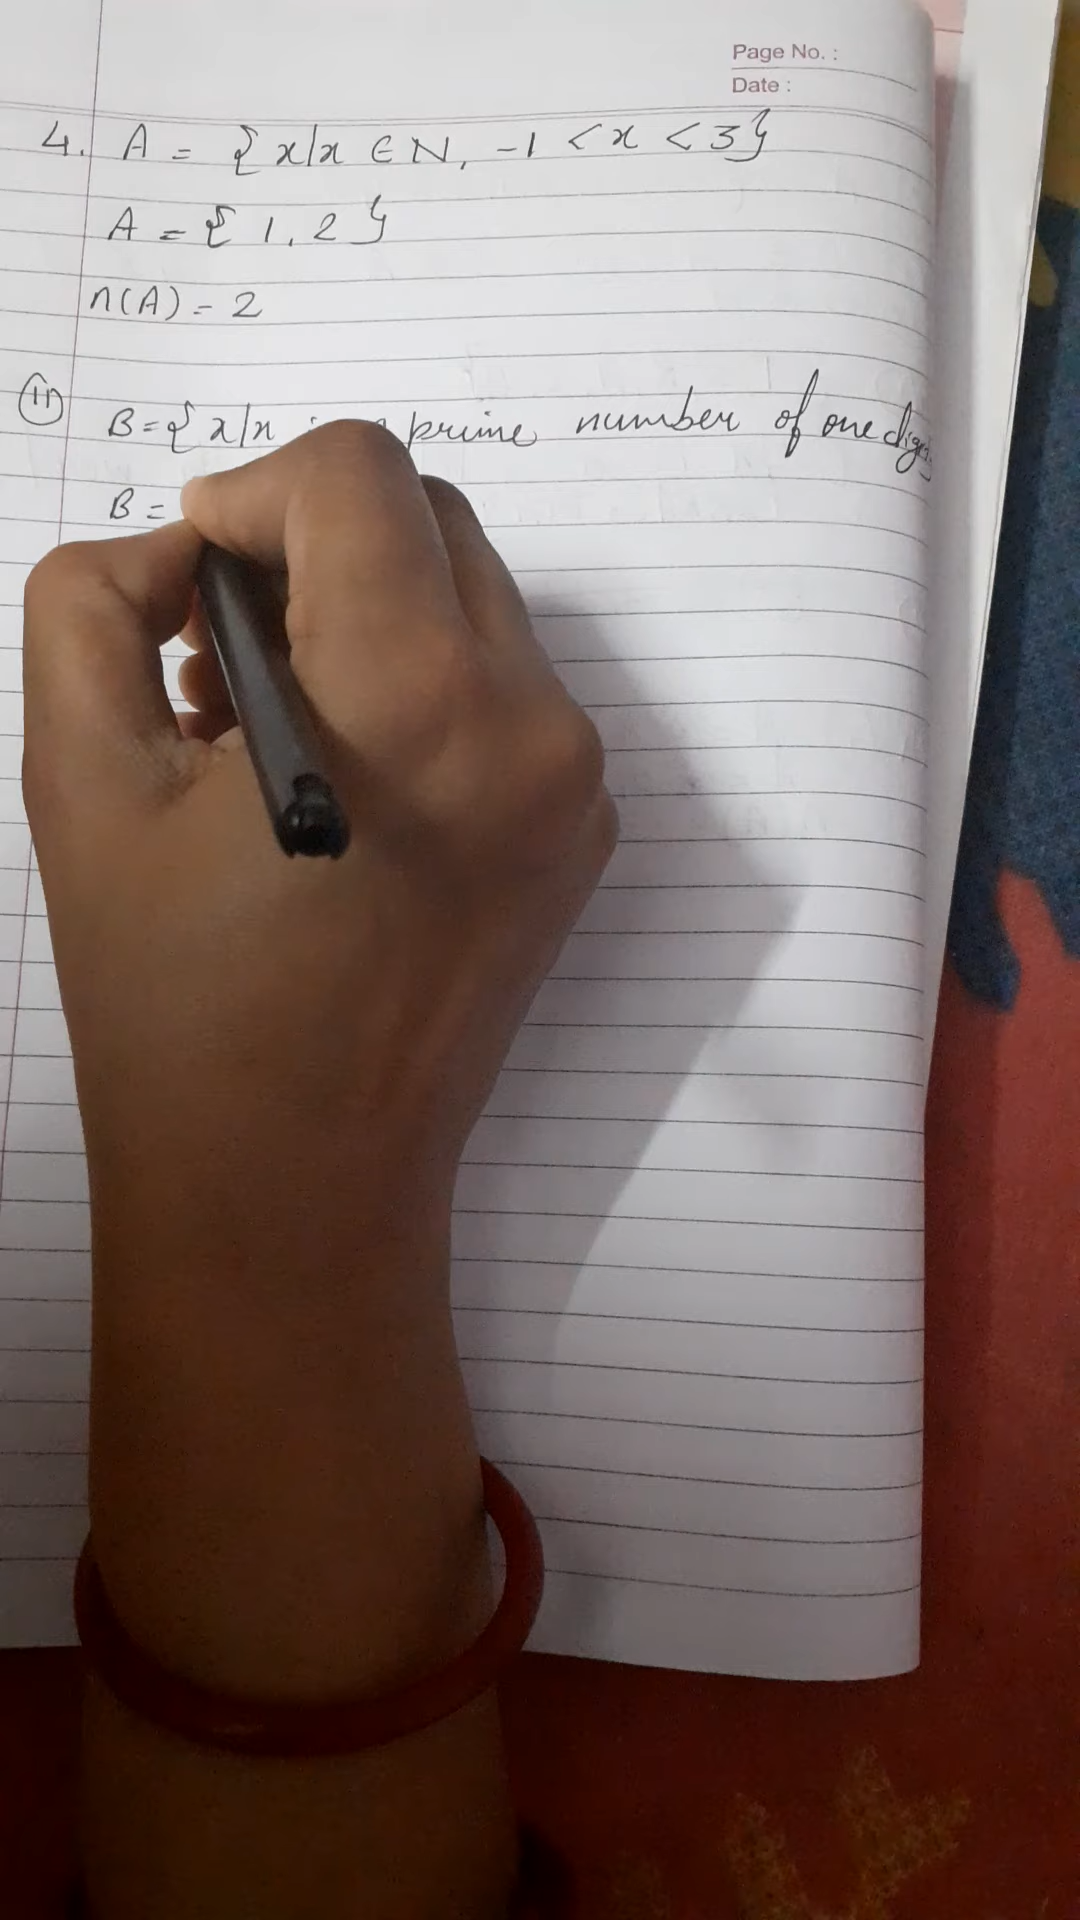 Page No. :
Date :
4. A = { x/x ∈ N, -1 < x < 3}
A = { 1, 2 }
n(A) = 2
(ii) B = { x/x prime number of one digit
B =